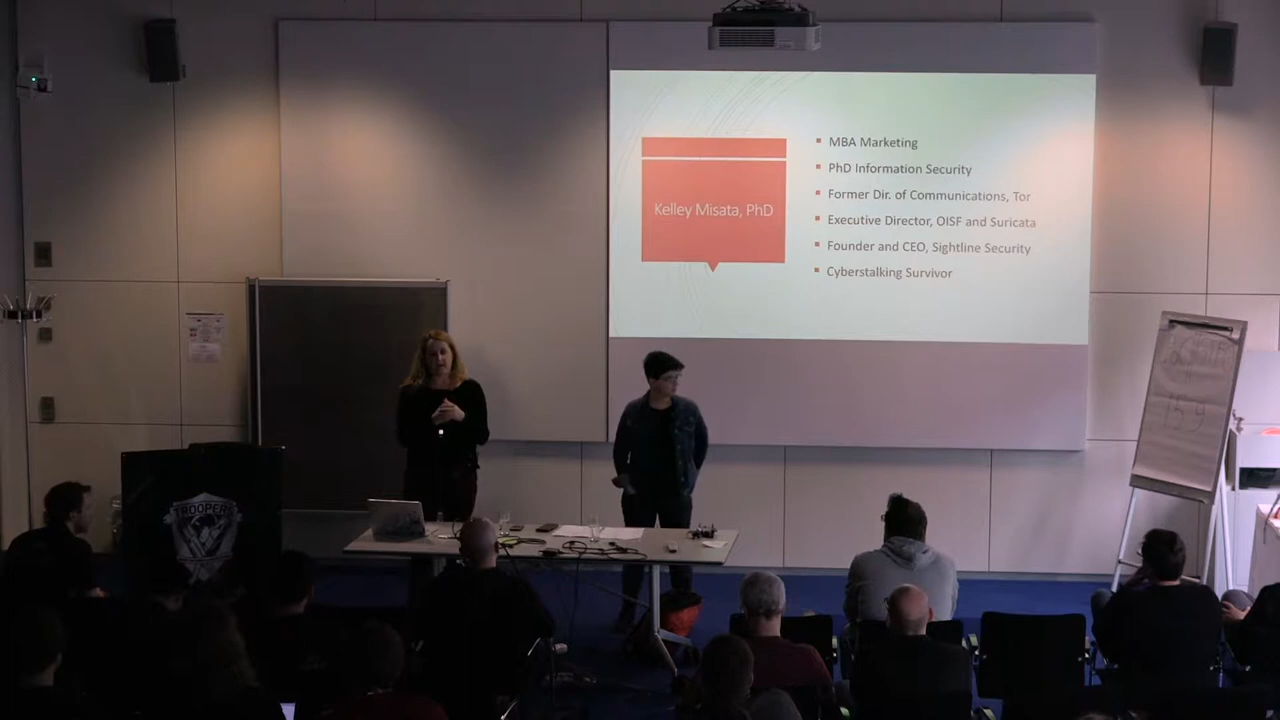 Kelley Misata, PhD
MBA Marketing
PhD Information Security
Former Dir. of Communications, Tor
Executive Director, OISF and Suricata
Founder and CEO, Sightline Security
Cyberstalking Survivor
TROOPERS